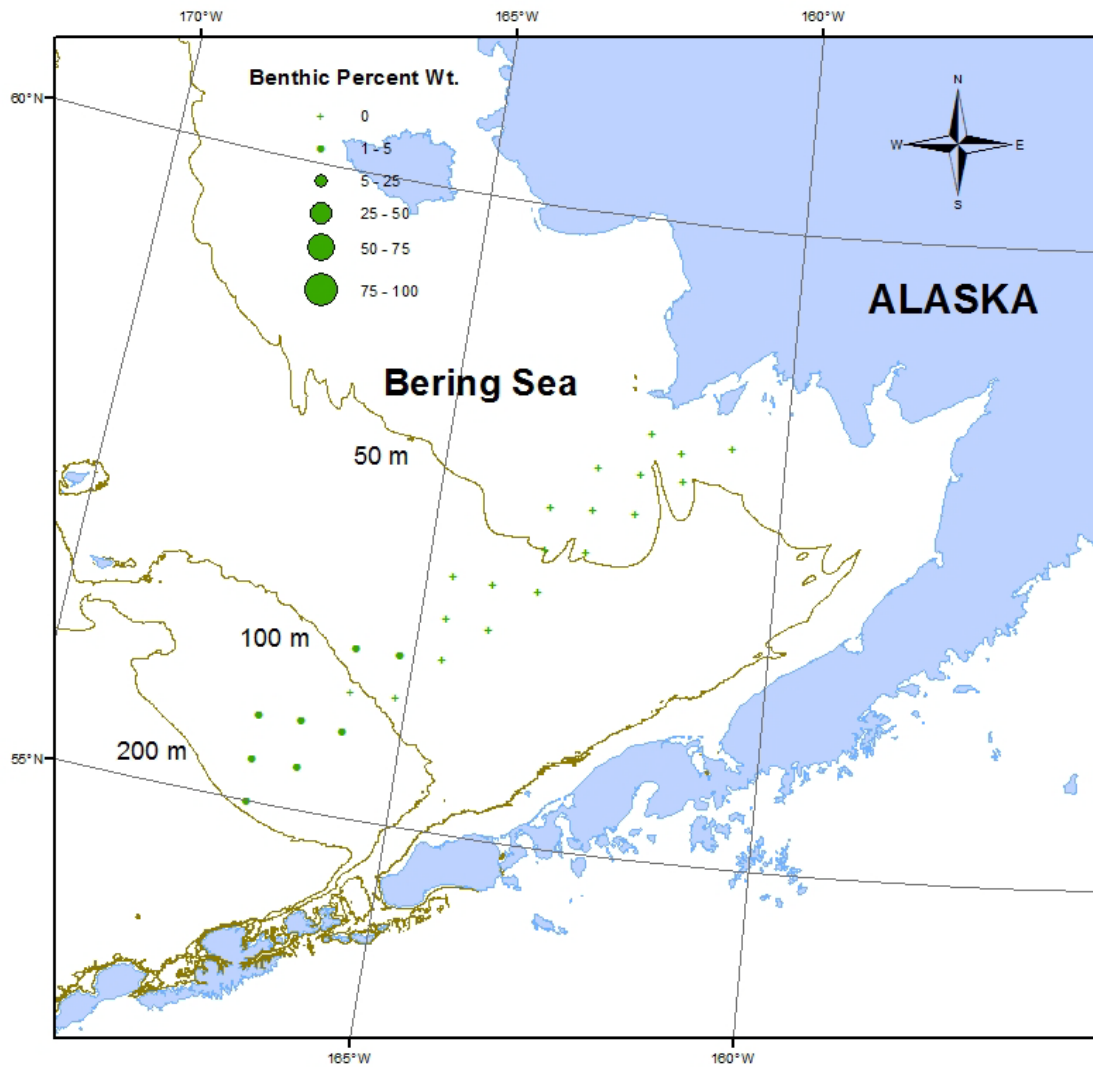 170°W 165°W 160°W
Benthic Percent Wt.
0
1 - 5
5 - 25
25 - 50
50 - 75
75 - 100
N
W E
S
60°N
ALASKA
Bering Sea
50 m
100 m
200 m
55°N
165°W 160°W